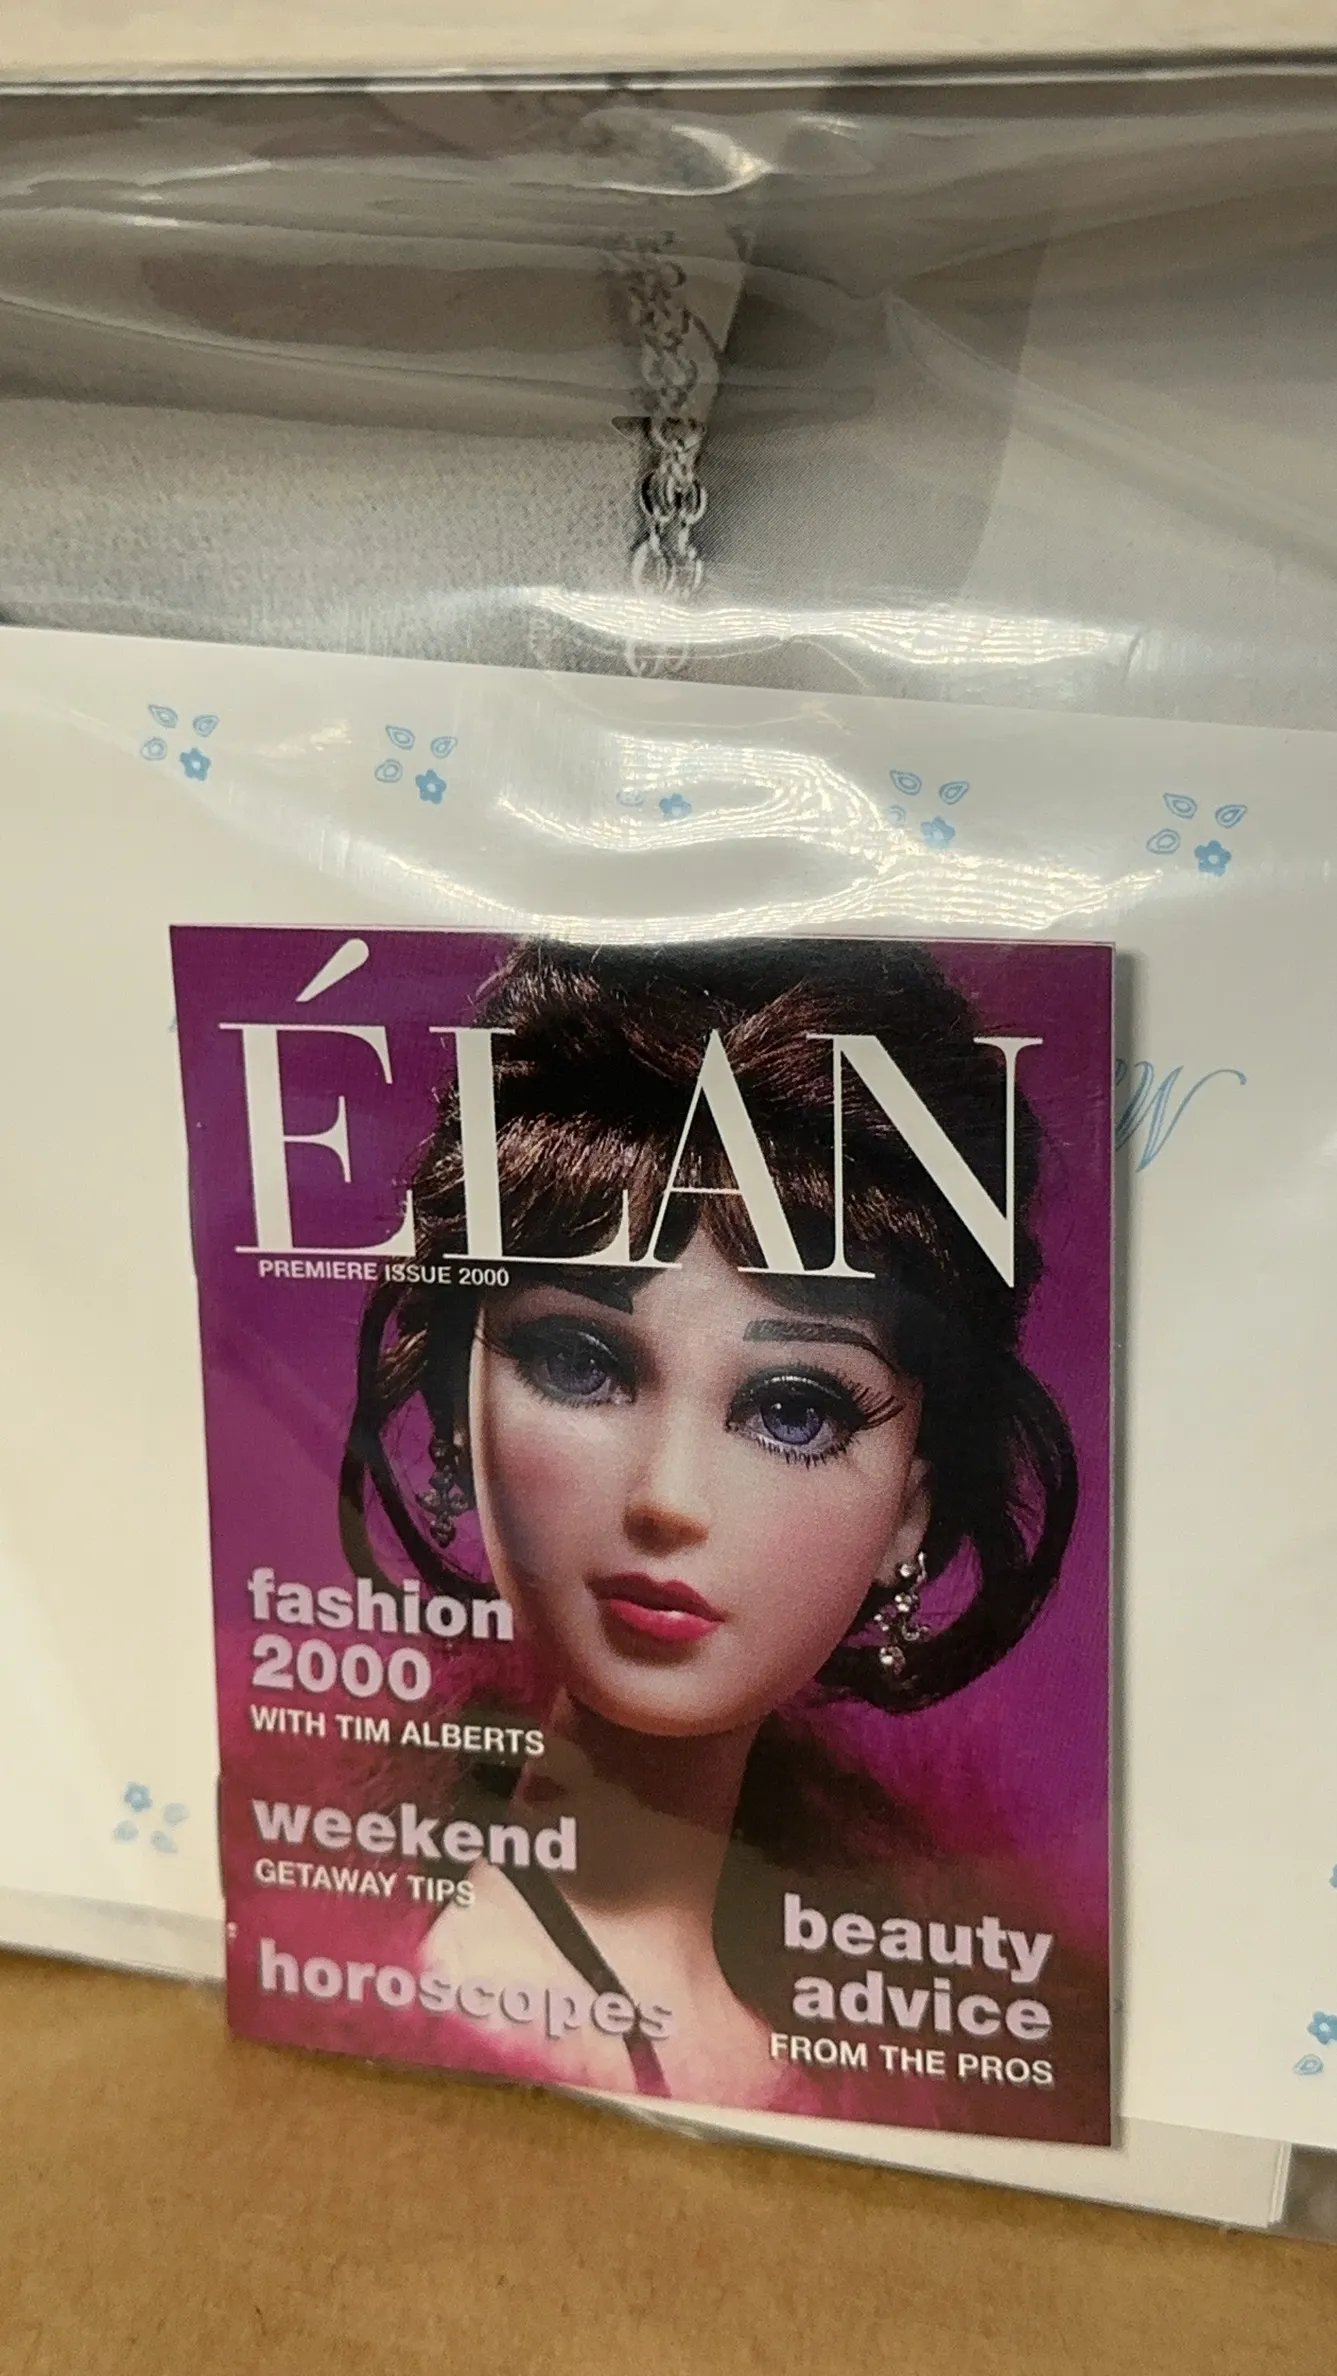 ÉLAN
PREMIERE ISSUE 2000
fashion
2000
WITH TIM ALBERTS
weekend
GETAWAY TIPS
horoscopes
beauty
advice
FROM THE PROS